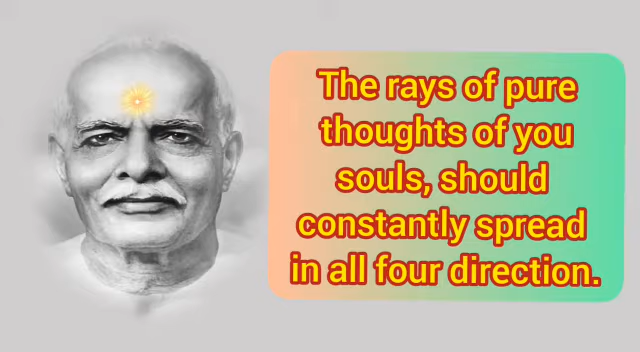 The rays of pure
thoughts of you
souls, should
constantly spread
in all four direction.